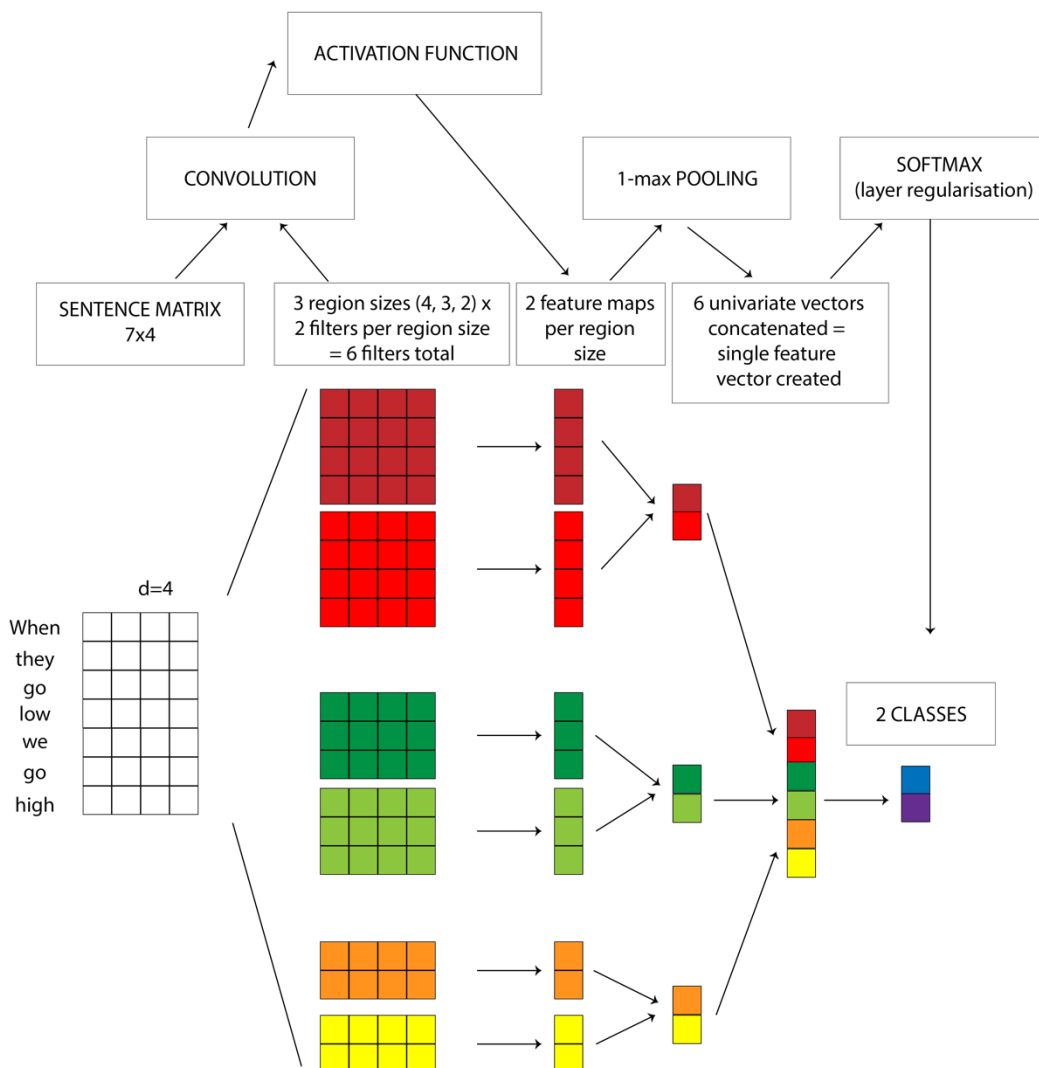 ACTIVATION FUNCTION
CONVOLUTION
1-max POOLING
SOFTMAX
(layer regularisation)
SENTENCE MATRIX
7x4
3 region sizes (4, 3, 2) x
2 filters per region size
= 6 filters total
2 feature maps
per region
size
6 univariate vectors
concatenated =
single feature
vector created
d=4
When
they
go
low
we
go
high
2 CLASSES